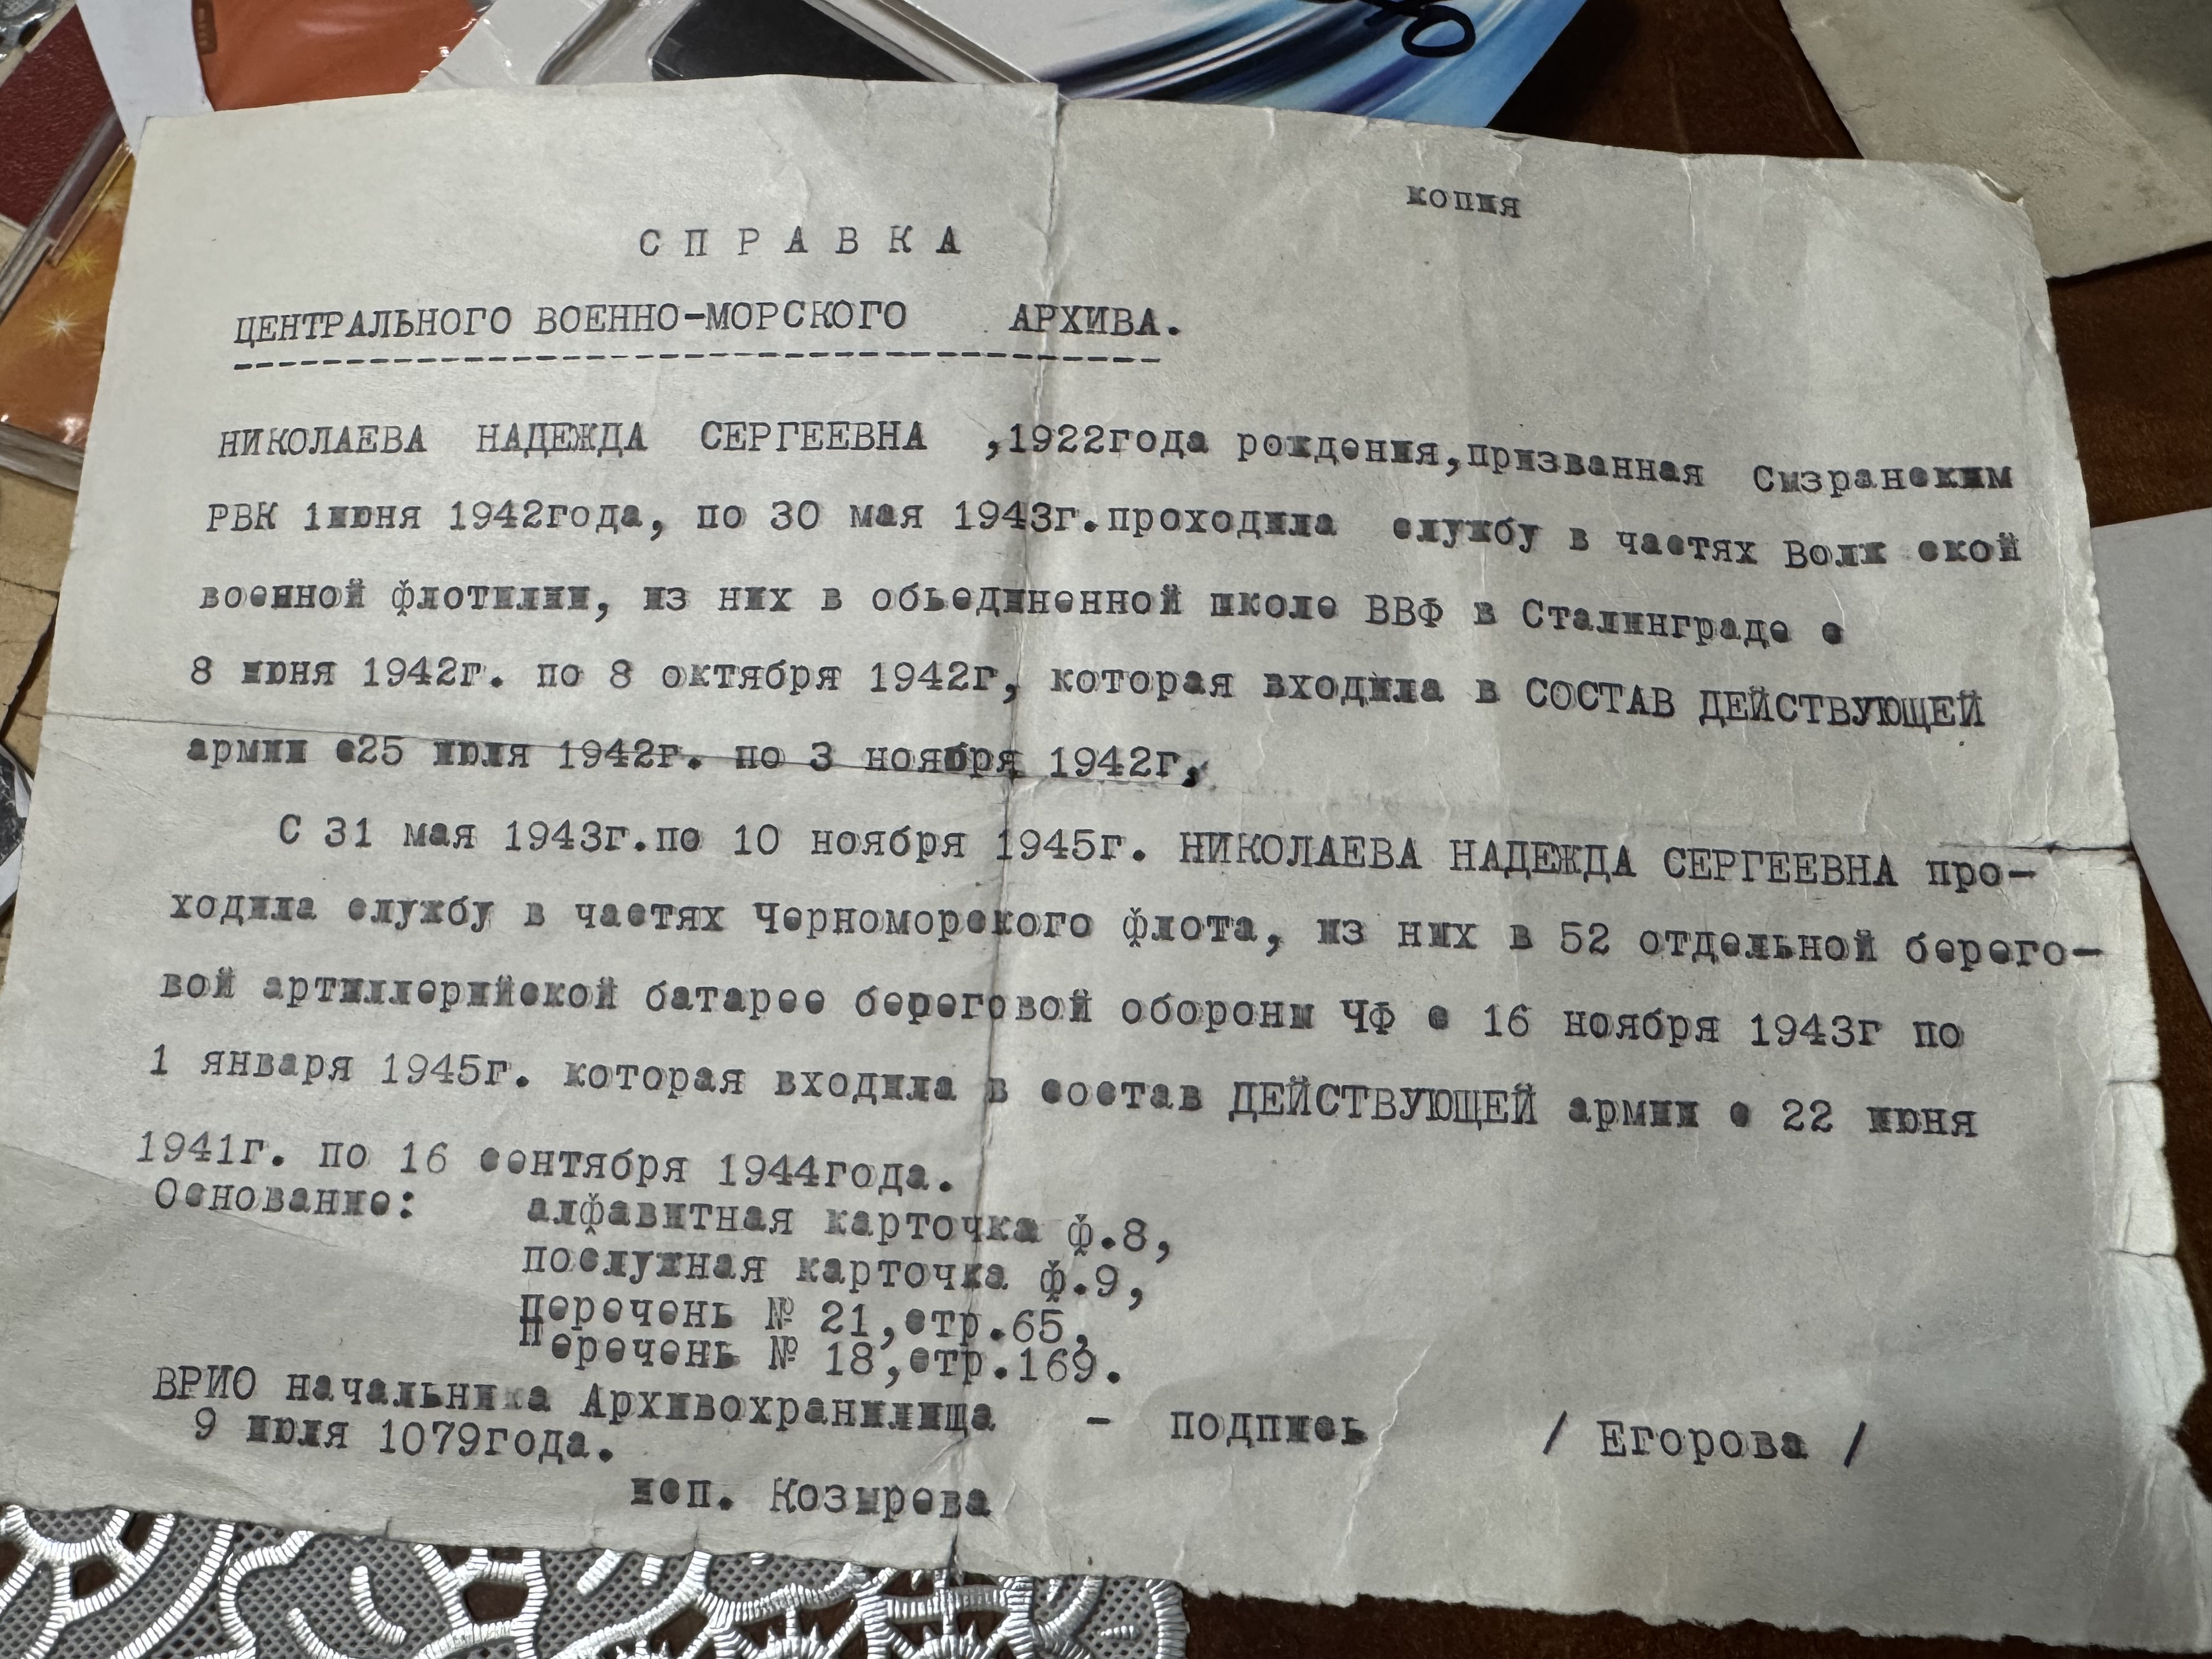 копия
С П Р А В К А
ЦЕНТРАЛЬНОГО ВОЕННО-МОРСКОГО АРХИВА.
НИКОЛАЕВА НАДЕЖДА СЕРГЕЕВНА ,1922года рождения,призванная Сызранским
РВК 1июня 1942года, по 30 мая 1943г.проходила службу в частях Волж ской
военной флотилии, из них в обьединенной школе ВВФ в Сталинграде с
8 июня 1942г. по 8 октября 1942г, которая входила в СОСТАВ ДЕЙСТВУЮЩЕЙ
армии с25 июля 1942г. по 3 ноября 1942г,
С 31 мая 1943г.по 10 ноября 1945г. НИКОЛАЕВА НАДЕЖДА СЕРГЕЕВНА про-
ходила службу в частях Черноморского флота, из них в 52 отдельной берего-
вой артиллерийской батарее береговой обороны ЧФ с 16 ноября 1943г по
1 января 1945г. которая входила в состав ДЕЙСТВУЮЩЕЙ армии с 22 июня
1941г. по 16 сентября 1944года.
Основание: алфавитная карточка ф.8,
послужная карточка ф.9,
перечень № 21,стр.65,
Перечень № 18,стр.169.
ВРИО начальника Архивохранилища - подпись / Егорова /
9 июля 1079года.
исп. Козырева